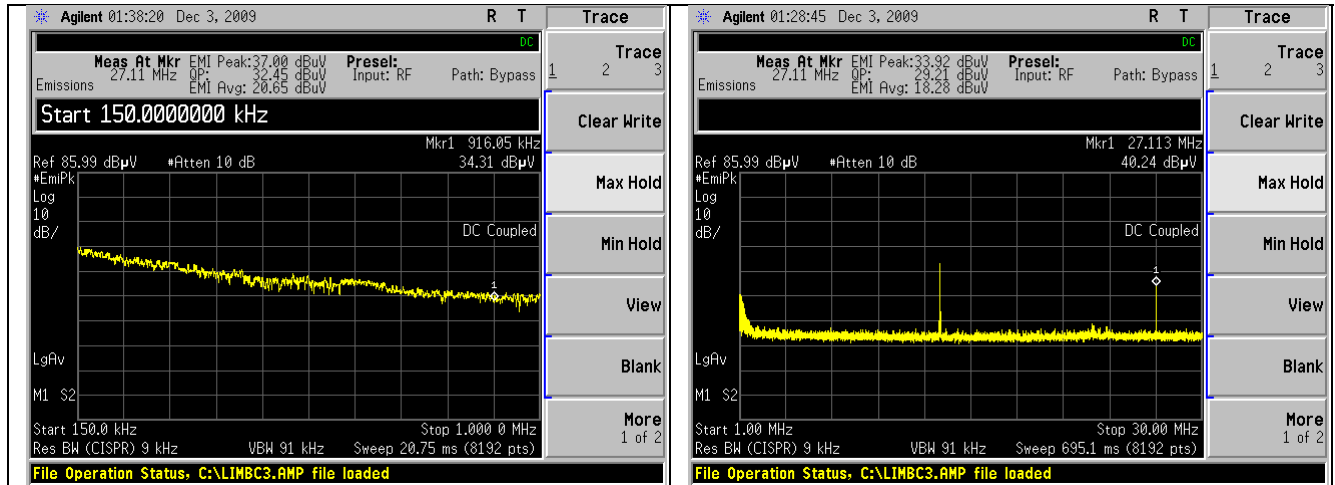 Agilent 01:38:20 Dec 3, 2009 R T Trace
DC
Meas At Mkr EMI Peak:37.00 dBuV Presel:
27.11 MHz QP: 32.45 dBuV Input: RF Path: Bypass
Emissions EMI Avg: 20.65 dBuV
Start 150.0000000 kHz
Mkr1 916.05 kHz
Ref 85.99 dBµV #Atten 10 dB 34.31 dBµV
#EmiPk
Log
10
dB/
DC Coupled
1
LgAv
M1 S2
Start 150.0 kHz Stop 1.000 0 MHz
Res BW (CISPR) 9 kHz VBW 91 kHz Sweep 20.75 ms (8192 pts)
File Operation Status, C:\LIMBC3.AMP file loaded
Trace
1 2 3
Clear Write
Max Hold
Min Hold
View
Blank
More
1 of 2
Agilent 01:28:45 Dec 3, 2009 R T Trace
DC
Meas At Mkr EMI Peak:33.92 dBuV Presel:
27.11 MHz QP: 29.21 dBuV Input: RF Path: Bypass
Emissions EMI Avg: 18.28 dBuV
Mkr1 27.113 MHz
Ref 85.99 dBµV #Atten 10 dB 40.24 dBµV
#EmiPk
Log
10
dB/
DC Coupled
1
LgAv
M1 S2
Start 1.00 MHz Stop 30.00 MHz
Res BW (CISPR) 9 kHz VBW 91 kHz Sweep 695.1 ms (8192 pts)
File Operation Status, C:\LIMBC3.AMP file loaded
Trace
1 2 3
Clear Write
Max Hold
Min Hold
View
Blank
More
1 of 2